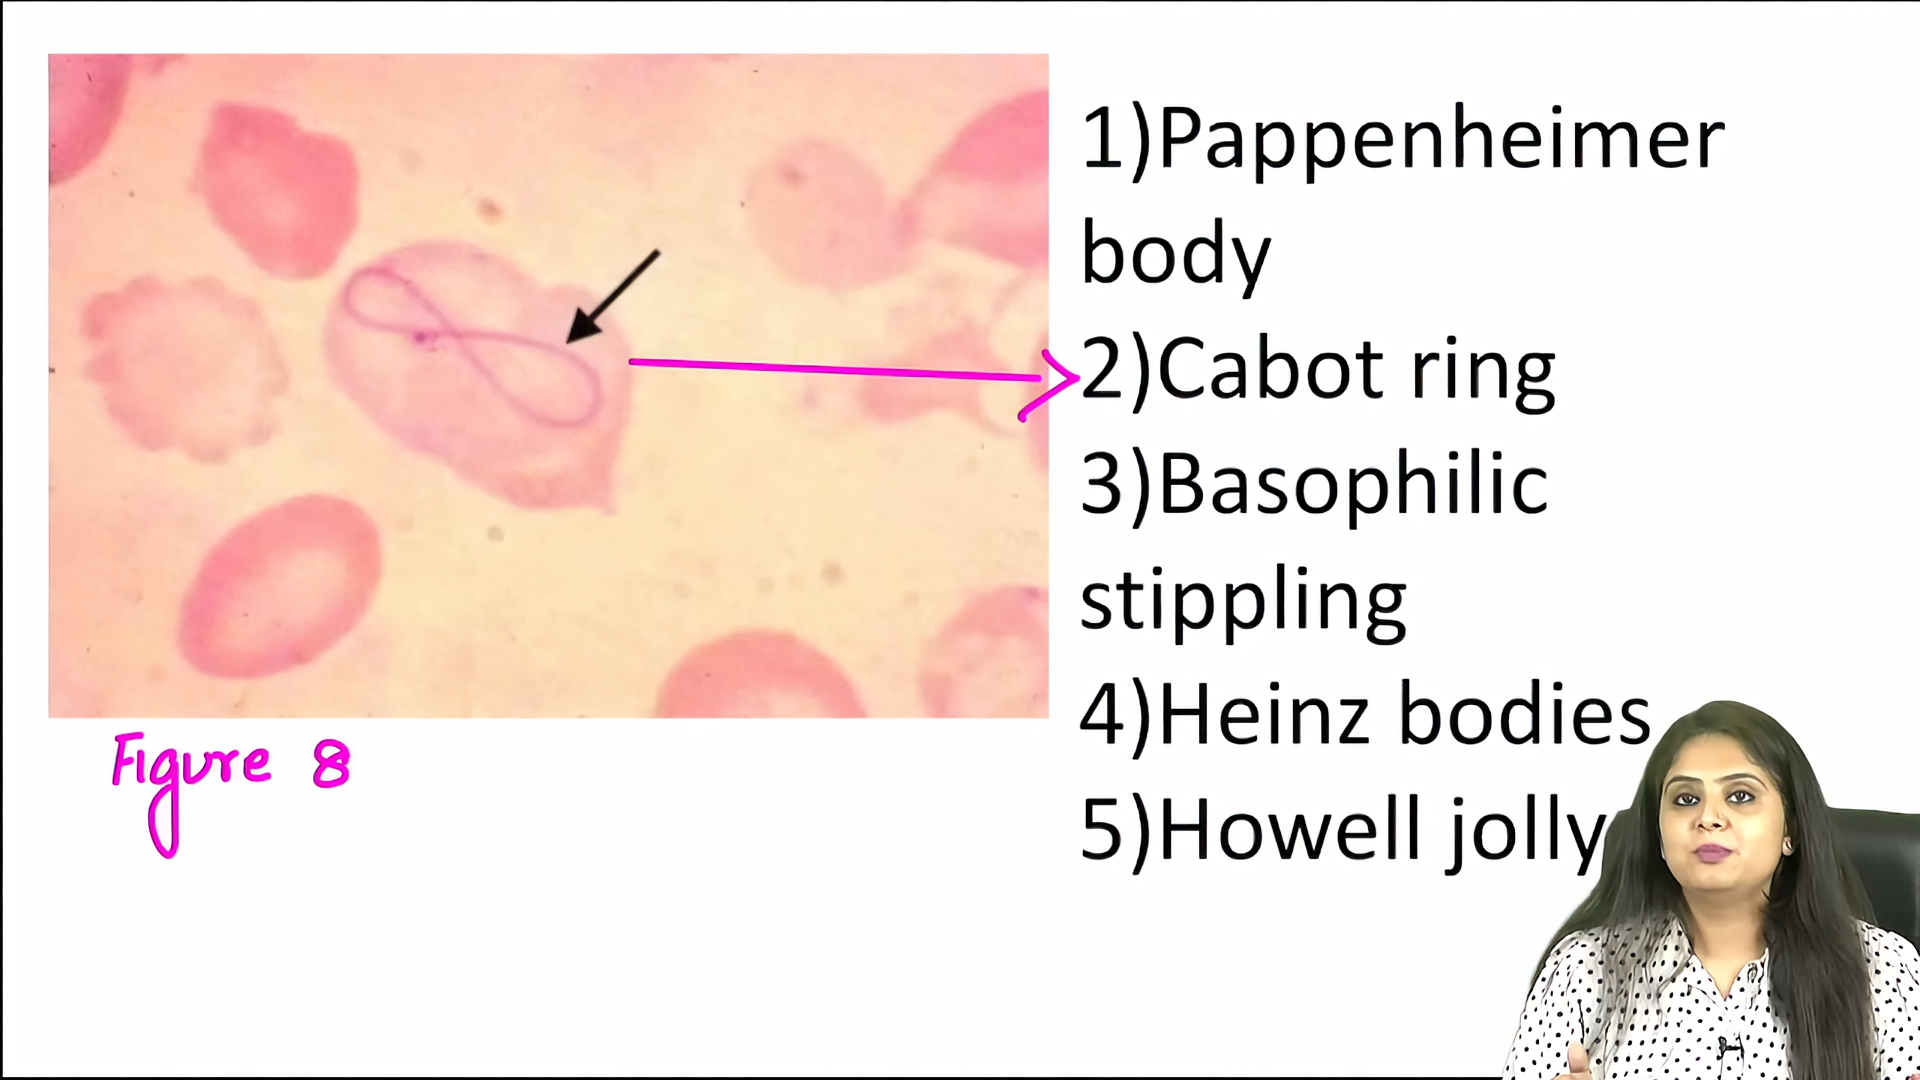 1)Pappenheimer
body
2)Cabot ring
3)Basophilic
stippling
4)Heinz bodies
5)Howell jolly
Figure 8